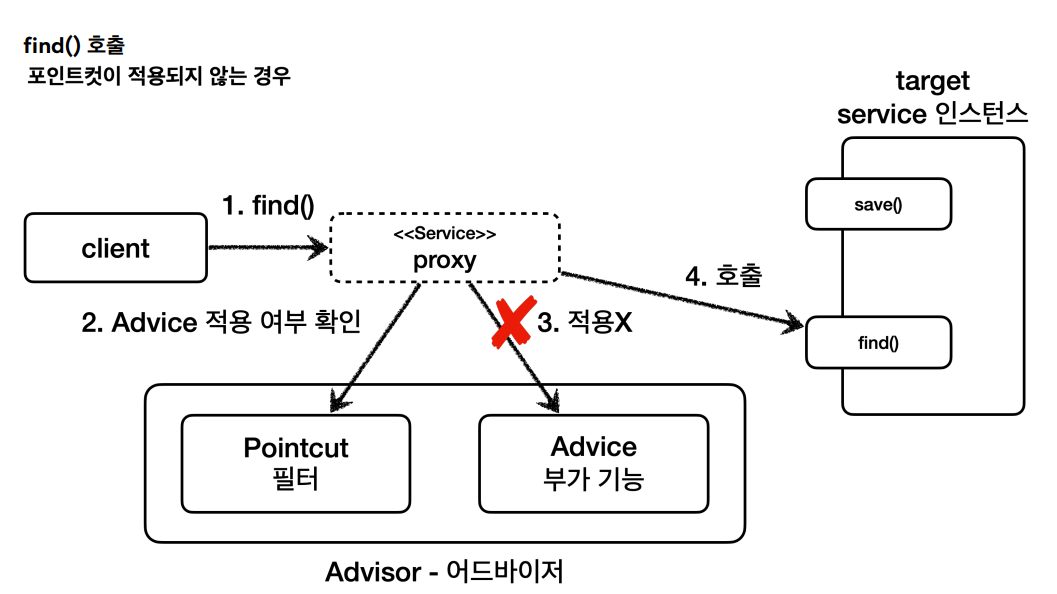 find() 호출
포인트컷이 적용되지 않는 경우
target
service 인스턴스
save()
1. find()
client
<<Service>>
proxy
4. 호출
2. Advice 적용 여부 확인
3. 적용X
find()
Pointcut
필터
Advice
부가 기능
Advisor - 어드바이저